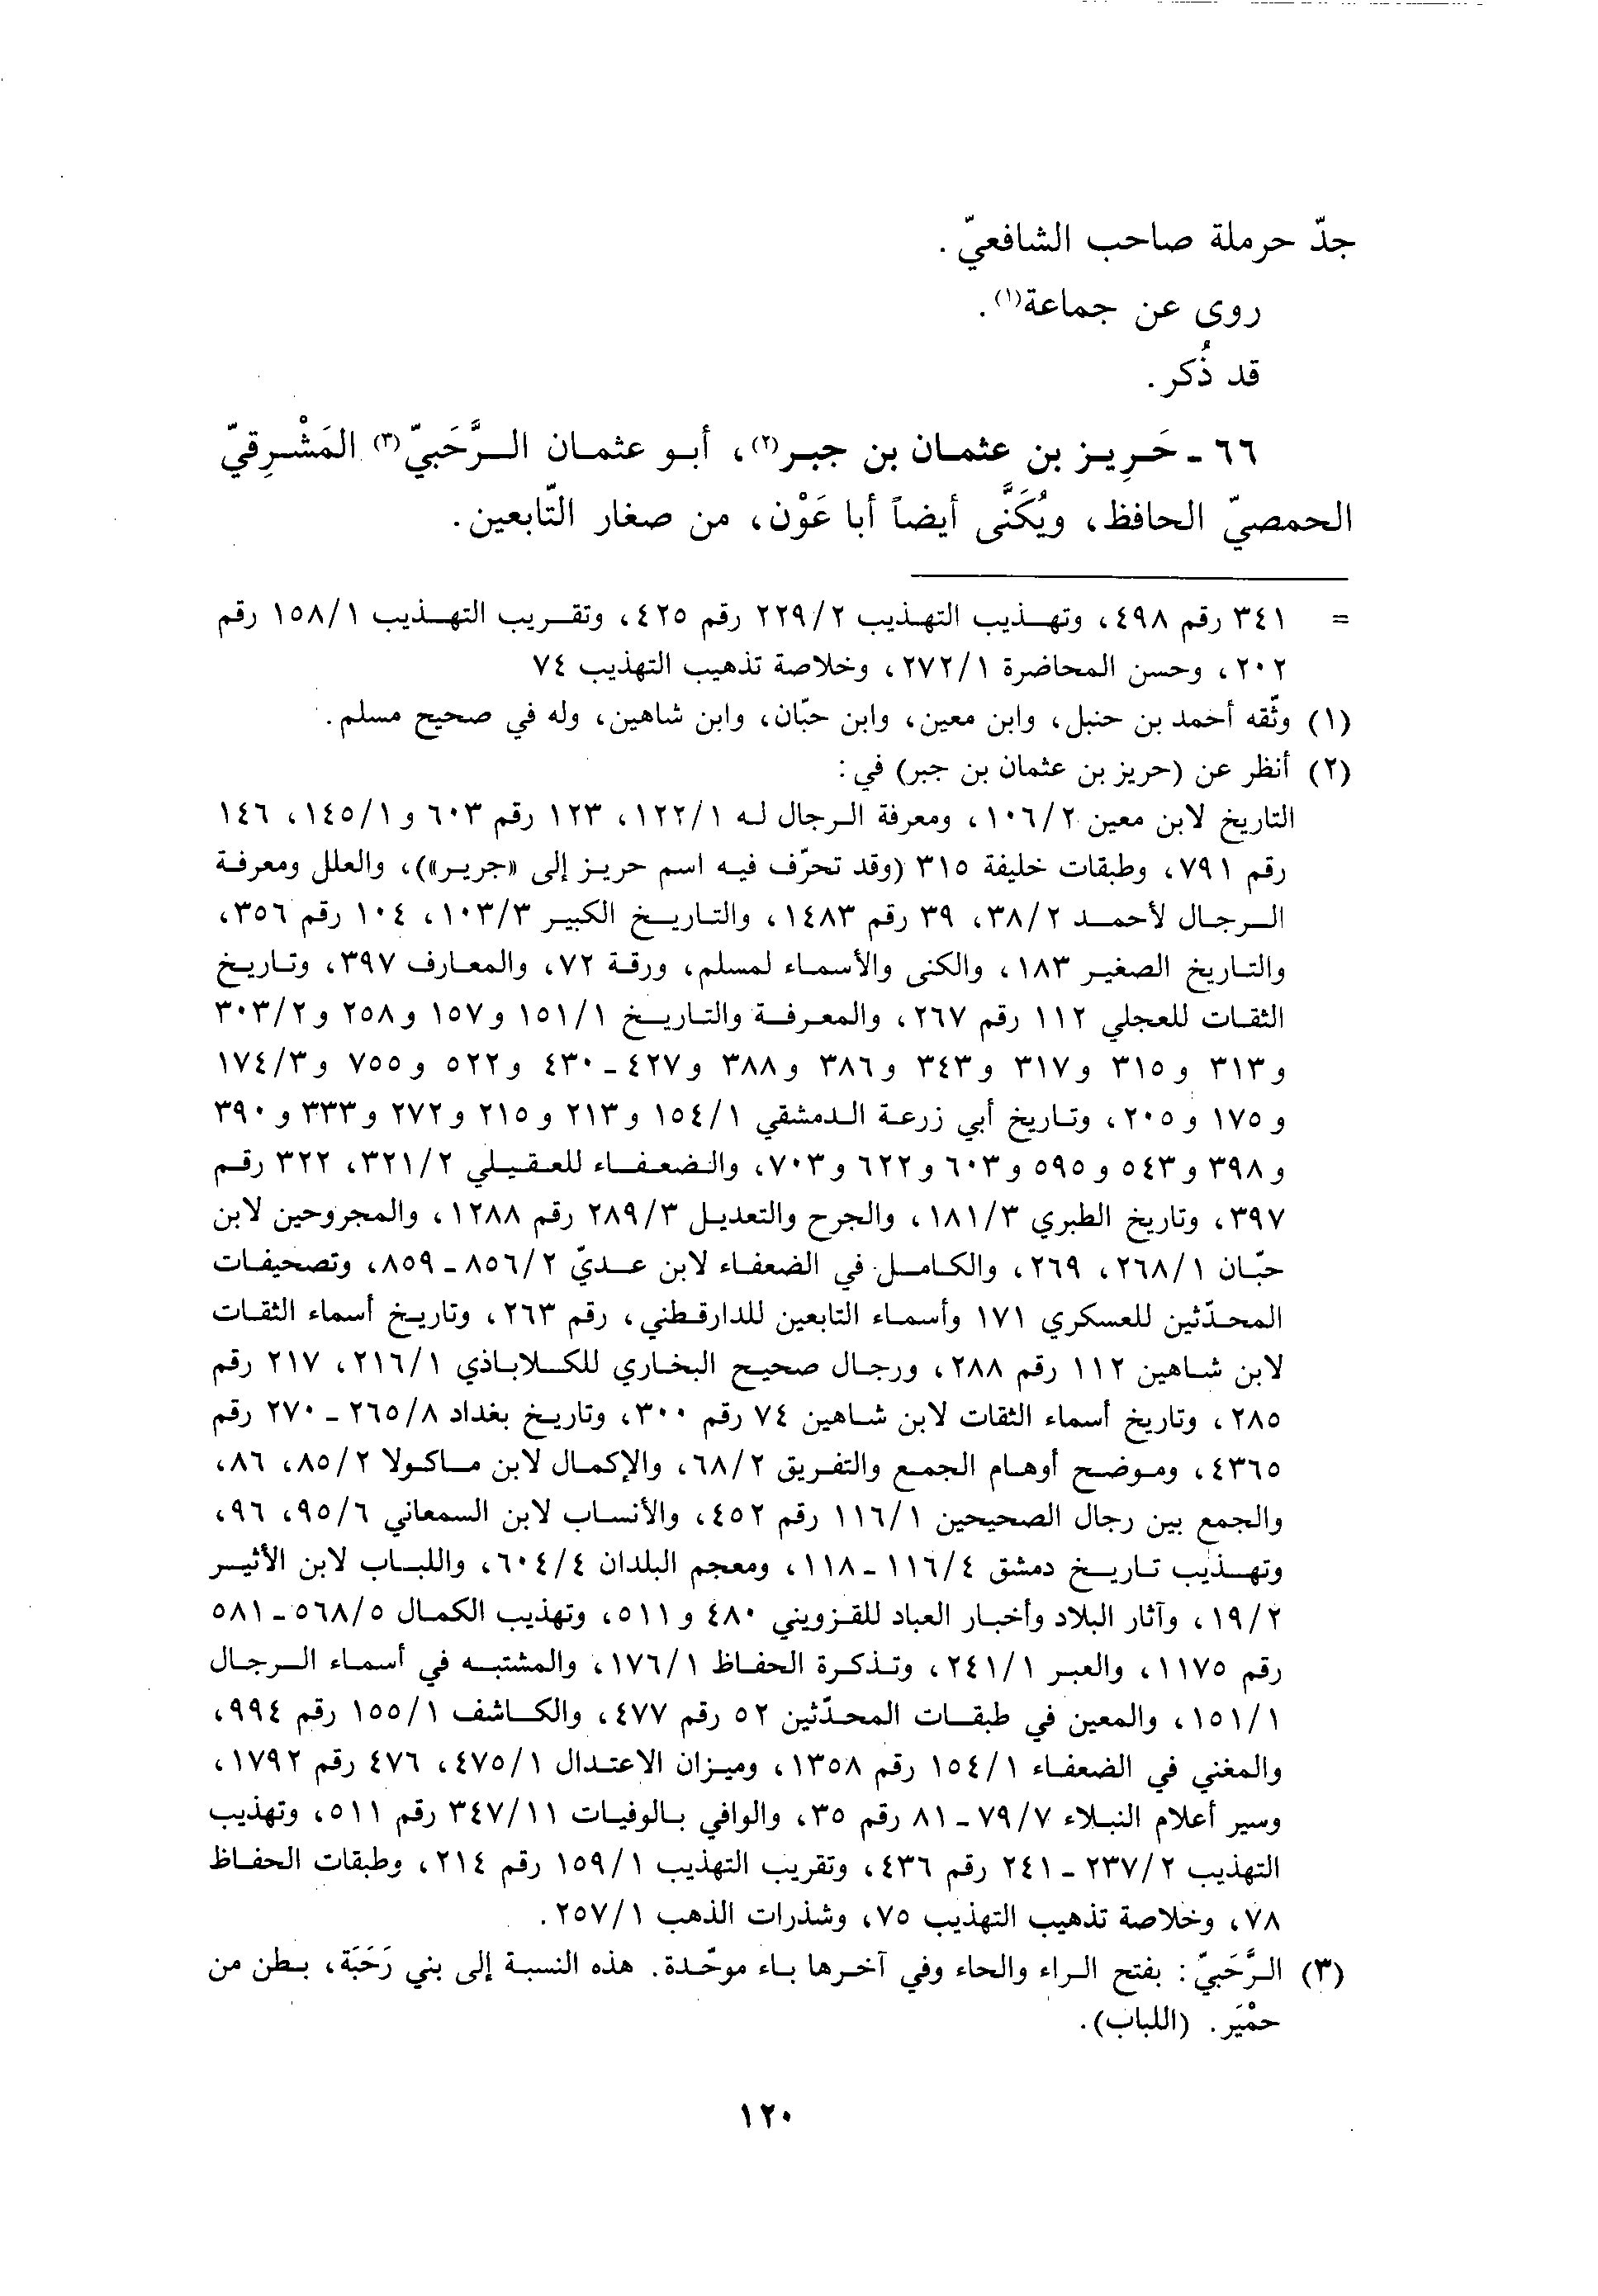 جدّ حرملة صاحب الشافعيّ .
روى عن جماعة(١) .
قد ذُكر .
٦٦ - حَرِيز بن عثمان بن جبر(٢)، أبو عثمان الرَّحَبيّ(٣) المَشْرِقيّ
الحمصيّ الحافظ، ويُكَنَّى أيضاً أبا عَوْن، من صغار التّابعين .
= ٣٤١ رقم ٤٩٨، وتهذيب التهذيب ٢٢٩/٢ رقم ٤٢٥، وتقريب التهذيب ١٥٨/١ رقم
٢٠٢، وحسن المحاضرة ٢٧٢/١، وخلاصة تذهيب التهذيب ٧٤
(١) وثّقه أحمد بن حنبل، وابن معين، وابن حبّان، وابن شاهين، وله في صحيح مسلم .
(٢) أنظر عن (حريز بن عثمان بن جبر) في :
التاريخ لابن معين ١٠٦/٢، ومعرفة الرجال له ١٢٢/١، ١٢٣ رقم ٦٠٣ و١٤٥/١، ١٤٦
رقم ٧٩١، وطبقات خليفة ٣١٥ (وقد تحرّف فيه اسم حريز إلى «جرير»)، والعلل ومعرفة
الرجال لأحمد ٣٨/٢، ٣٩ رقم ١٤٨٣، والتاريخ الكبير ١٠٣/٣، ١٠٤ رقم ٣٥٦،
والتاريخ الصغير ١٨٣، والكنى والأسماء لمسلم، ورقة ٧٢، والمعارف ٣٩٧، وتاريخ
الثقات للعجلي ١١٢ رقم ٢٦٧، والمعرفة والتاريخ ١٥١/١ و١٥٧ و٢٥٨ و٣٠٣/٢
و٣١٣ و٣١٥ و٣١٧ و٣٤٣ و٣٨٦ و٣٨٨ و٤٢٧ - ٤٣٠ و٥٢٢ و٧٥٥ و١٧٤/٣
و١٧٥ و٢٠٥، وتاريخ أبي زرعة الدمشقي ١٥٤/١ و٢١٣ و٢١٥ و٢٧٢ و٣٣٣ و٣٩٠
و٣٩٨ و٥٤٣ و٥٩٥ و٦٠٣ و٦٢٢ و٧٠٣، والضعفاء للعقيلي ٣٢١/٢، ٣٢٢ رقم
٣٩٧، وتاريخ الطبري ١٨١/٣، والجرح والتعديل ٢٨٩/٣ رقم ١٢٨٨، والمجروحين لابن
حبّان ٢٦٨/١، ٢٦٩، والكامل في الضعفاء لابن عديّ ٨٥٦/٢ - ٨٥٩، وتصحيفات
المحدّثين للعسكري ١٧١ وأسماء التابعين للدارقطني، رقم ٢٦٣، وتاريخ أسماء الثقات
لابن شاهين ١١٢ رقم ٢٨٨، ورجال صحيح البخاري للكلاباذي ٢١٦/١، ٢١٧ رقم
٢٨٥، وتاريخ أسماء الثقات لابن شاهين ٧٤ رقم ٣٠٠، وتاريخ بغداد ٢٦٥/٨ - ٢٧٠ رقم
٤٣٦٥، وموضح أوهام الجمع والتفريق ٦٨/٢، والإكمال لابن ماكولا ٨٥/٢، ٨٦،
والجمع بين رجال الصحيحين ١١٦/١ رقم ٤٥٢، والأنساب لابن السمعاني ٩٥/٦، ٩٦،
وتهذيب تاريخ دمشق ١١٦/٤ - ١١٨، ومعجم البلدان ٦٠٤/٤، واللباب لابن الأثير
١٩/٢، وآثار البلاد وأخبار العباد للقزويني ٤٨٠ و٥١١، وتهذيب الكمال ٥٦٨/٥ - ٥٨١
رقم ١١٧٥، والعبر ٢٤١/١، وتذكرة الحفاظ ١٧٦/١، والمشتبه في أسماء الرجال
١٥١/١، والمعين في طبقات المحدّثين ٥٢ رقم ٤٧٧، والكاشف ١٥٥/١ رقم ٩٩٤،
والمغني في الضعفاء ١٥٤/١ رقم ١٣٥٨، وميزان الاعتدال ٤٧٥/١، ٤٧٦ رقم ١٧٩٢،
وسير أعلام النبلاء ٧٩/٧ - ٨١ رقم ٣٥، والوافي بالوفيات ٣٤٧/١١ رقم ٥١١، وتهذيب
التهذيب ٢٣٧/٢ - ٢٤١ رقم ٤٣٦، وتقريب التهذيب ١٥٩/١ رقم ٢١٤، وطبقات الحفاظ
٧٨، وخلاصة تذهيب التهذيب ٧٥، وشذرات الذهب ٢٥٧/١ .
(٣) الرَّحَبيّ : بفتح الراء والحاء وفي آخرها باء موحّدة. هذه النسبة إلى بني رَحَبَة، بطن من
حمْيَر . (اللباب) .
١٢٠